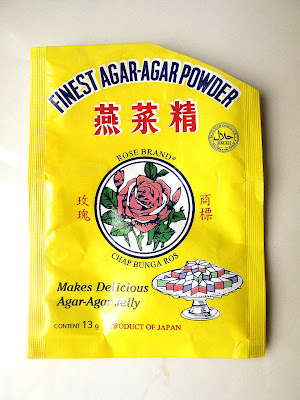 FINEST AGAR-AGAR POWDER
燕菜精
حلال
ROSE BRAND®
玫瑰
商標
CHAP BUNGA ROS
Makes Delicious
Agar-Agar Jelly
CONTENT 13 g
PRODUCT OF JAPAN